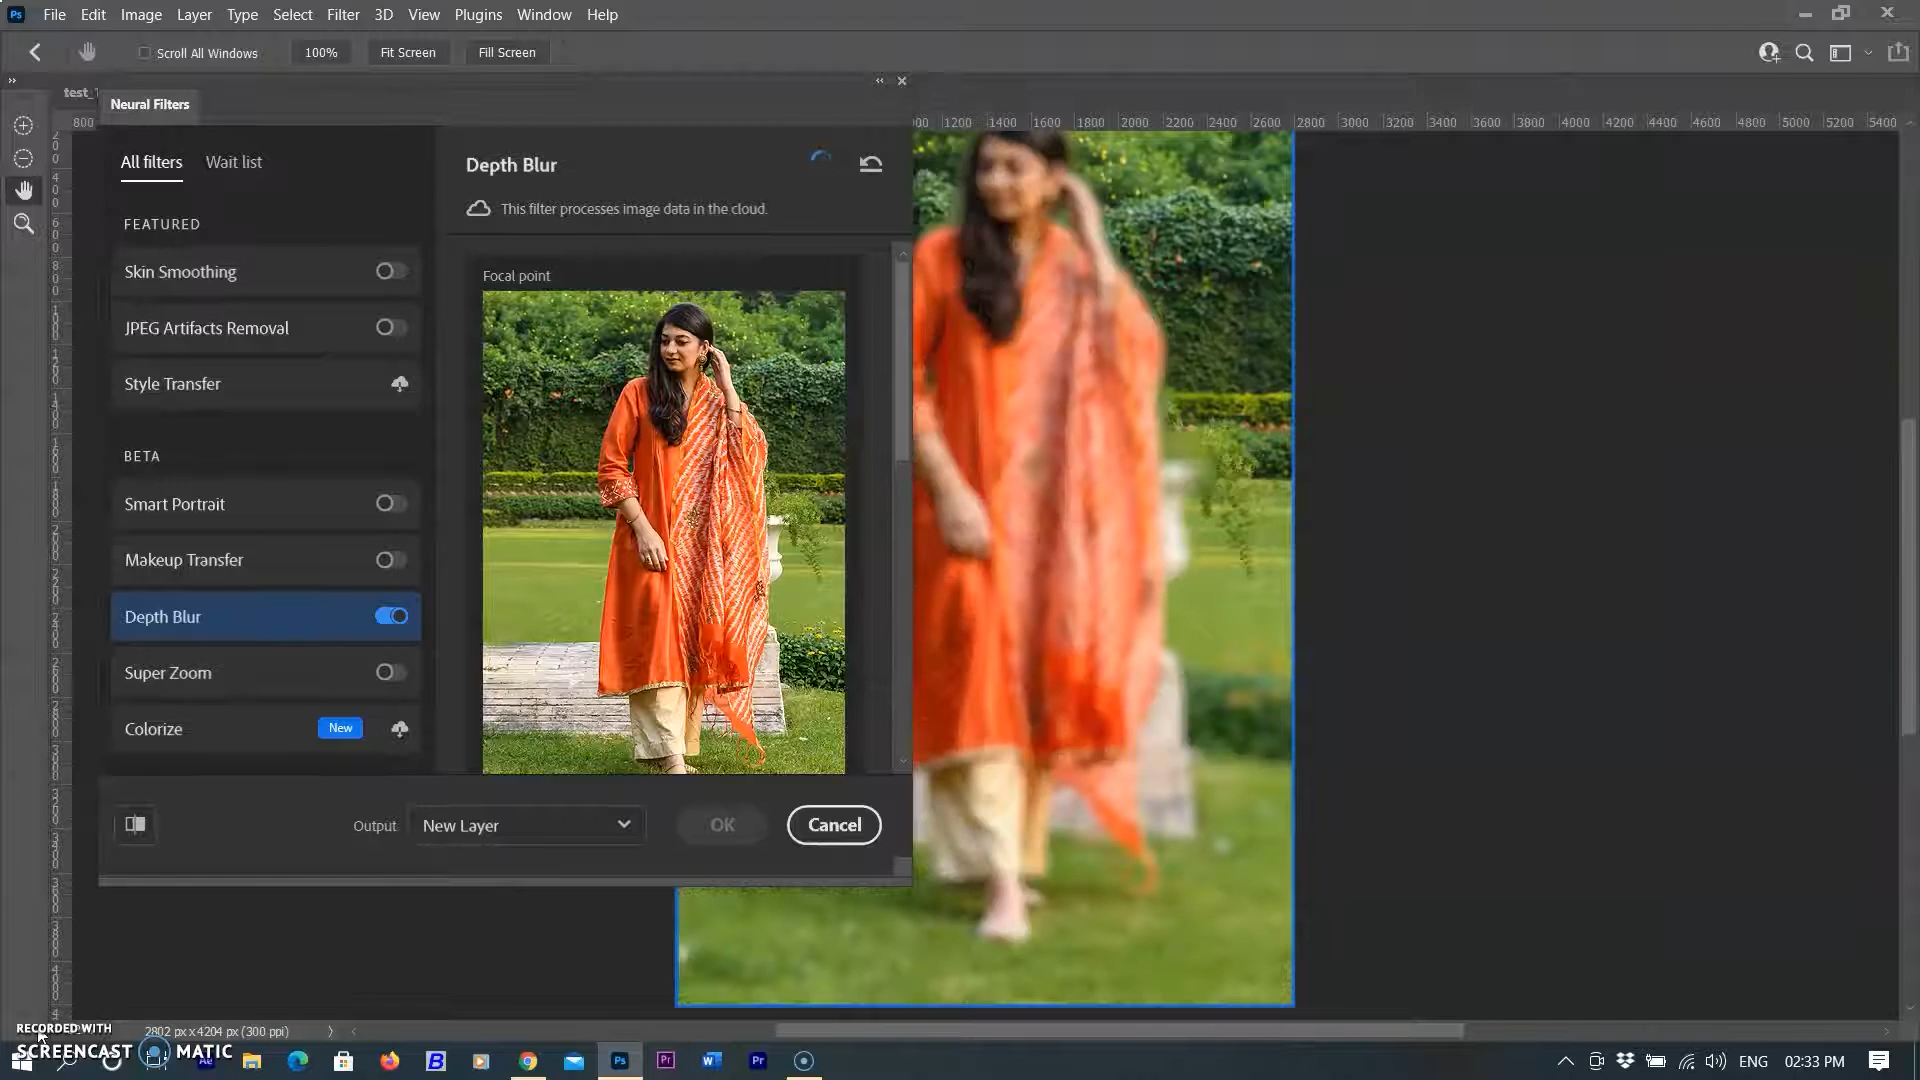 Ps File Edit Image Layer Type Select Filter 3D View Plugins Window Help
Scroll All Windows 100% Fit Screen Fill Screen
test_
Neural Filters
800 1200 1400 1600 1800 2000 2200 2400 2600 2800 3000 3200 3400 3600 3800 4000 4200 4400 4600 4800 5000 5200 5400
All filters Wait list
Depth Blur
This filter processes image data in the cloud.
FEATURED
Skin Smoothing
JPEG Artifacts Removal
Style Transfer
Focal point
BETA
Smart Portrait
Makeup Transfer
Depth Blur
Super Zoom
Colorize New
Output New Layer OK Cancel
2802 px x 4204 px (300 ppi)
RECORDED WITH
SCREENCAST MATIC
Ae B Ps Pr W Pr
ENG 02:33 PM